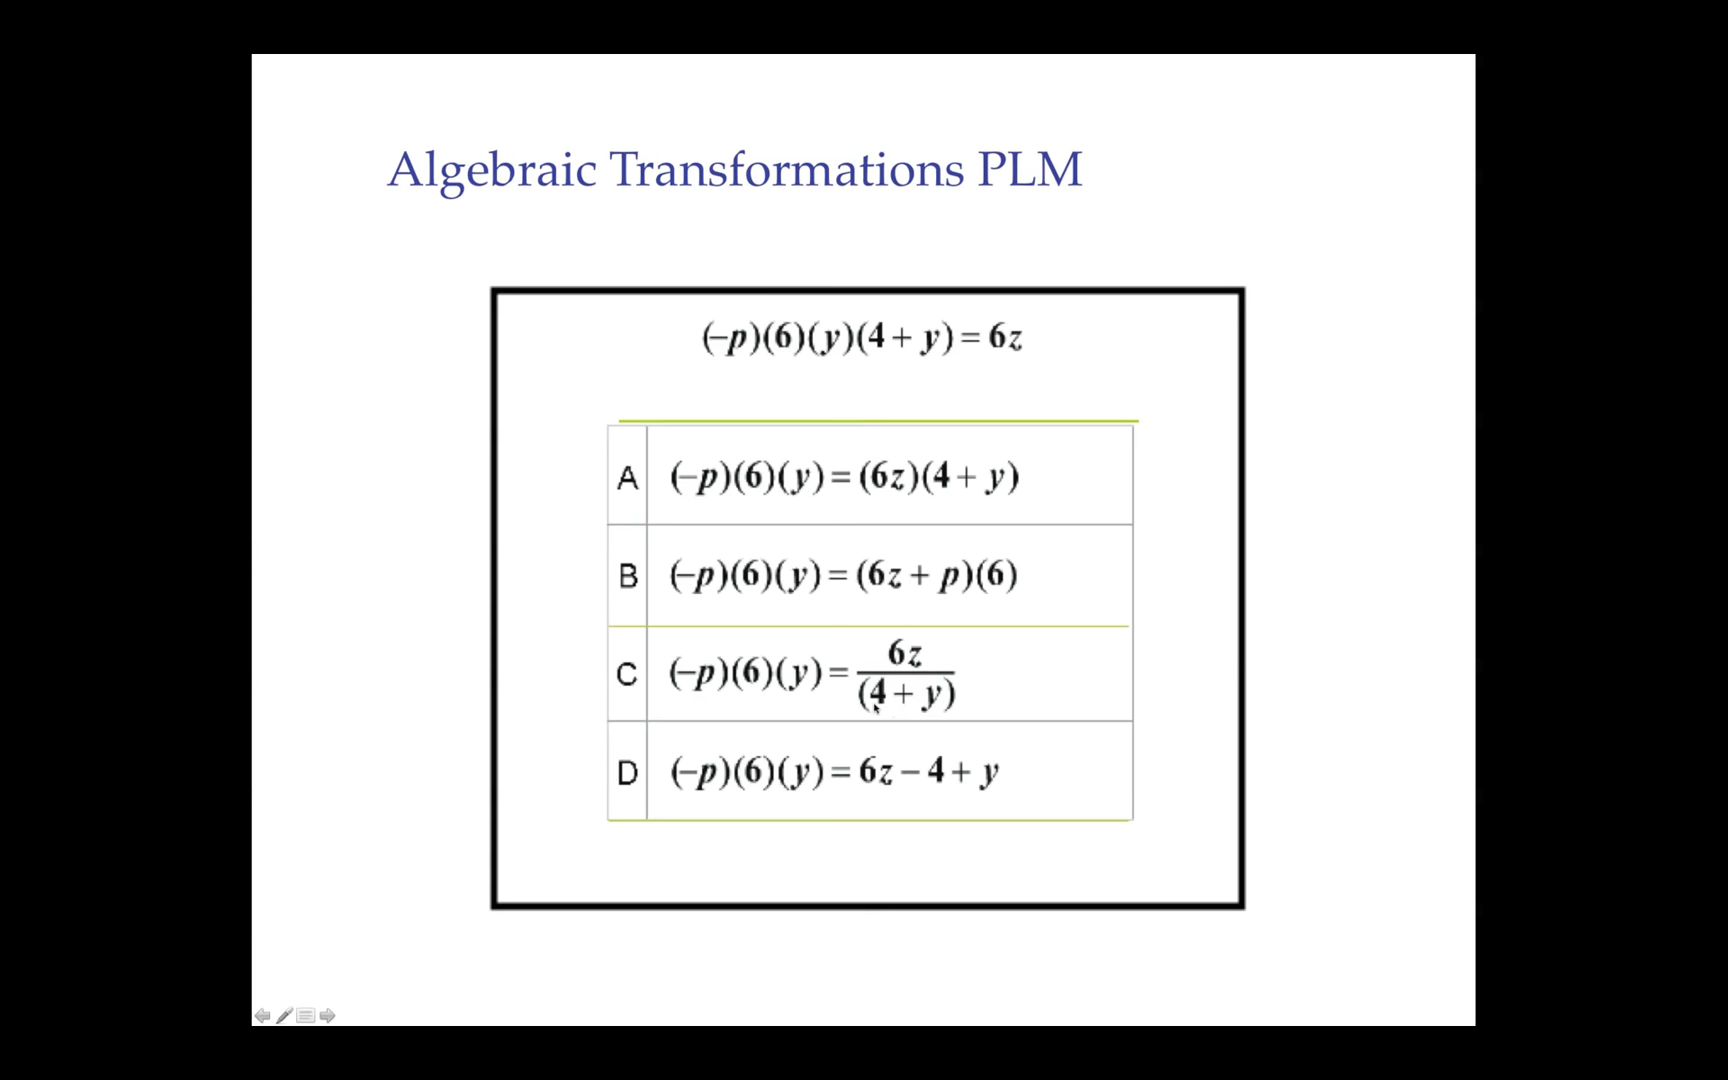 Algebraic Transformations PLM
(−p)(6)(y)(4 + y) = 6z
A (−p)(6)(y) = (6z)(4 + y)
B (−p)(6)(y) = (6z + p)(6)
C (−p)(6)(y) = 6z / (4 + y)
D (−p)(6)(y) = 6z − 4 + y